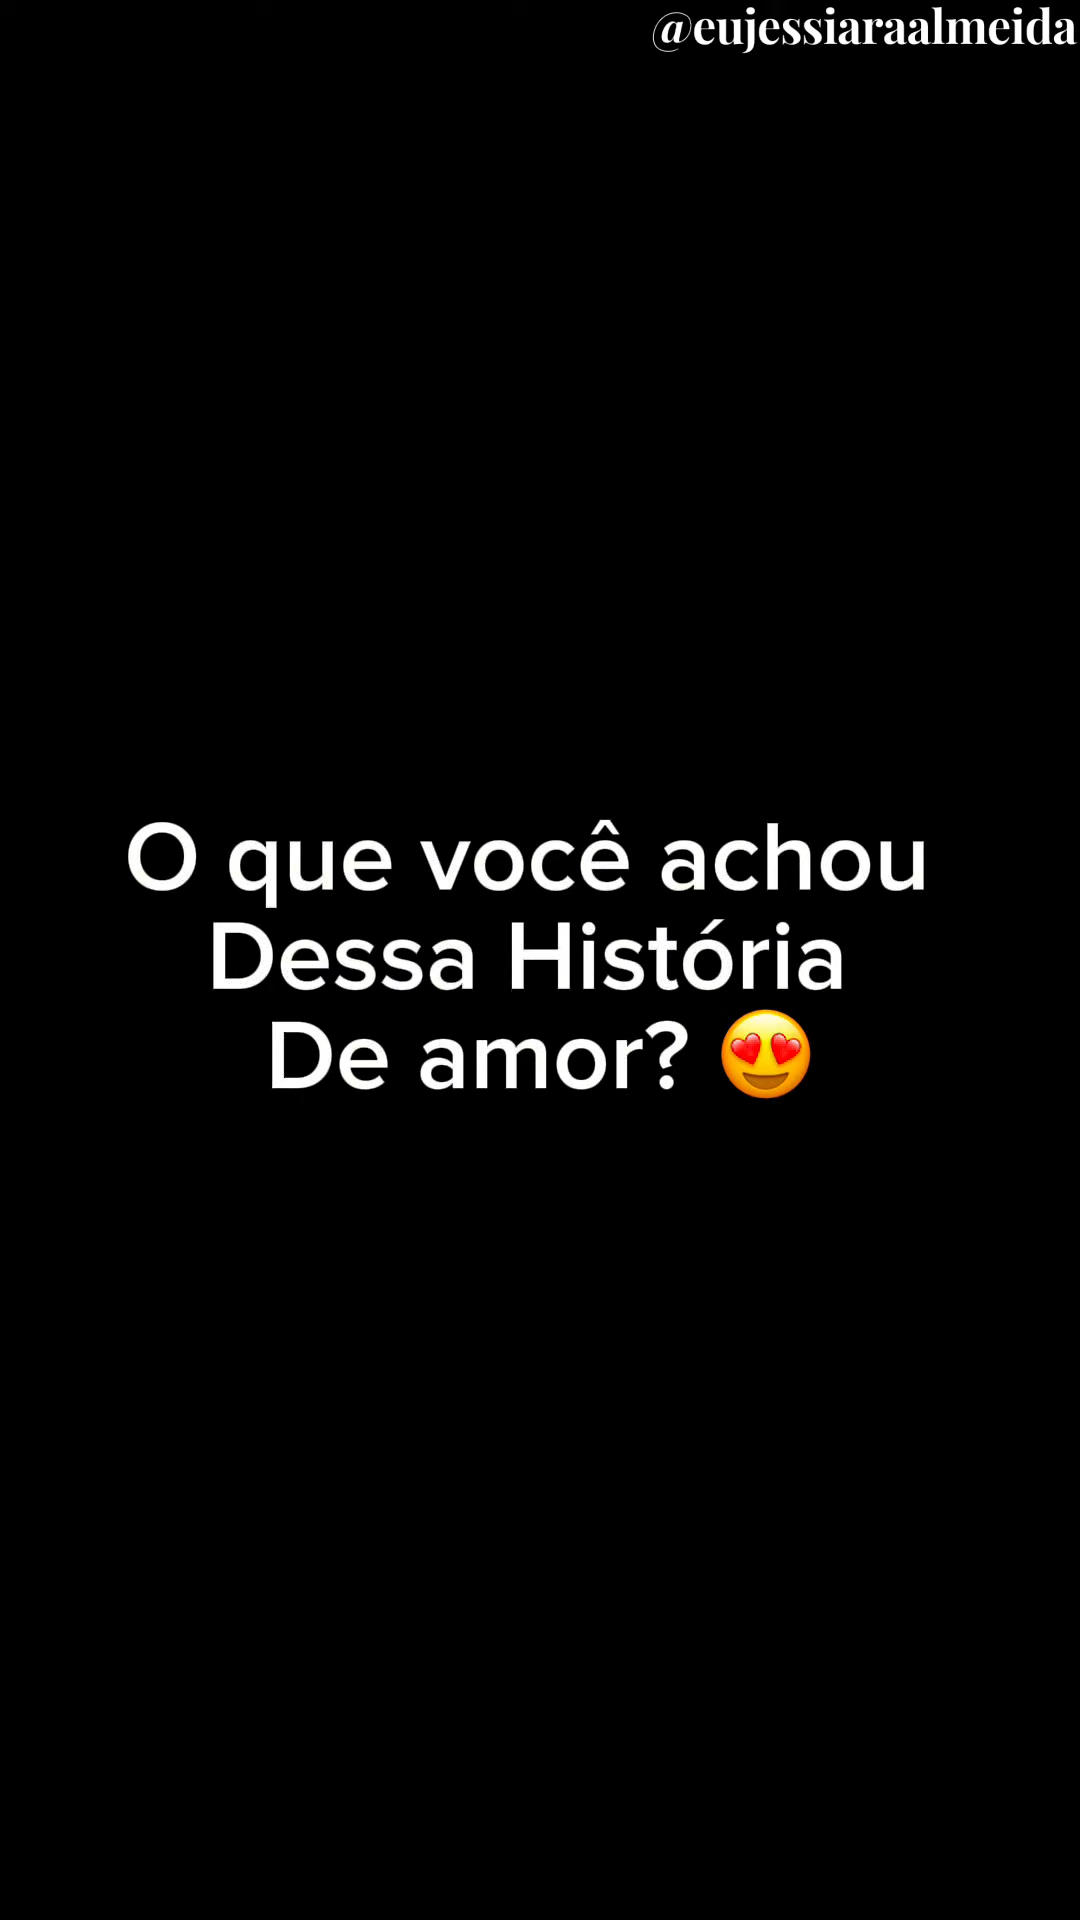 @eujessiaraalmeida
O que você achou
Dessa História
De amor? 😍